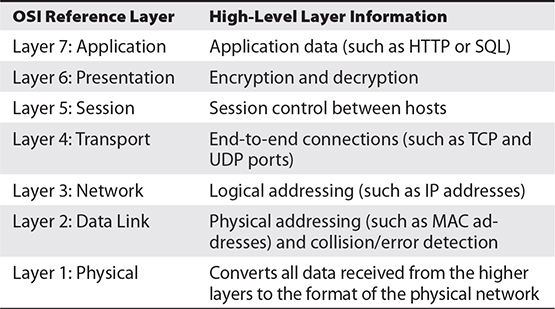 OSI Reference Layer High-Level Layer Information
Layer 7: Application Application data (such as HTTP or SQL)
Layer 6: Presentation Encryption and decryption
Layer 5: Session Session control between hosts
Layer 4: Transport End-to-end connections (such as TCP and
UDP ports)
Layer 3: Network Logical addressing (such as IP addresses)
Layer 2: Data Link Physical addressing (such as MAC ad-
dresses) and collision/error detection
Layer 1: Physical Converts all data received from the higher
layers to the format of the physical network